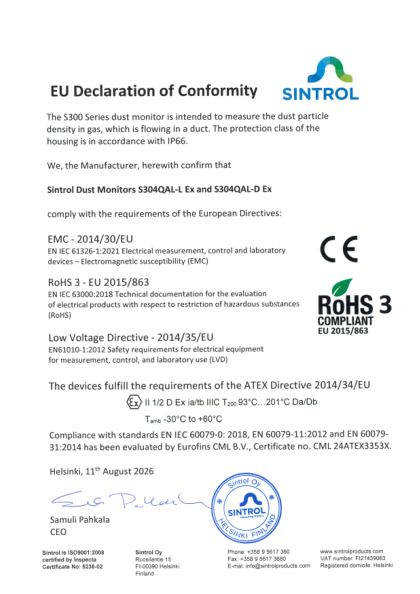 SINTROL
EU Declaration of Conformity
The S300 Series dust monitor is intended to measure the dust particle
density in gas, which is flowing in a duct. The protection class of the
housing is in accordance with IP66.
We, the Manufacturer, herewith confirm that
Sintrol Dust Monitors S304QAL-L Ex and S304QAL-D Ex
comply with the requirements of the European Directives:
EMC - 2014/30/EU
EN IEC 61326-1:2021 Electrical measurement, control and laboratory
devices – Electromagnetic susceptibility (EMC)
CE
RoHS 3 - EU 2015/863
EN IEC 63000:2018 Technical documentation for the evaluation
of electrical products with respect to restriction of hazardous substances
(RoHS)
RoHS 3
COMPLIANT
EU 2015/863
Low Voltage Directive - 2014/35/EU
EN61010-1:2012 Safety requirements for electrical equipment
for measurement, control, and laboratory use (LVD)
The devices fulfill the requirements of the ATEX Directive 2014/34/EU
Ex II 1/2 D Ex ia/tb IIIC T200 93°C...201°C Da/Db
Tamb -30°C to +60°C
Compliance with standards EN IEC 60079-0: 2018, EN 60079-11:2012 and EN 60079-
31:2014 has been evaluated by Eurofins CML B.V., Certificate no. CML 24ATEX3353X.
Helsinki, 11th August 2026
Sintrol Oy
SINTROL
HELSINKI FINLAND
Samuli Pahkala
CEO
Sintrol is ISO9001:2008
certified by Inspecta
Certificate No: 5236-02
Sintrol Oy
Ruosilantie 15
FI-00390 Helsinki
Finland
Phone: +358 9 5617 360
Fax: +358 9 5617 3680
E-mail: info@sintrolproducts.com
www.sintrolproducts.com
VAT number: FI21439063
Registered domicile: Helsinki